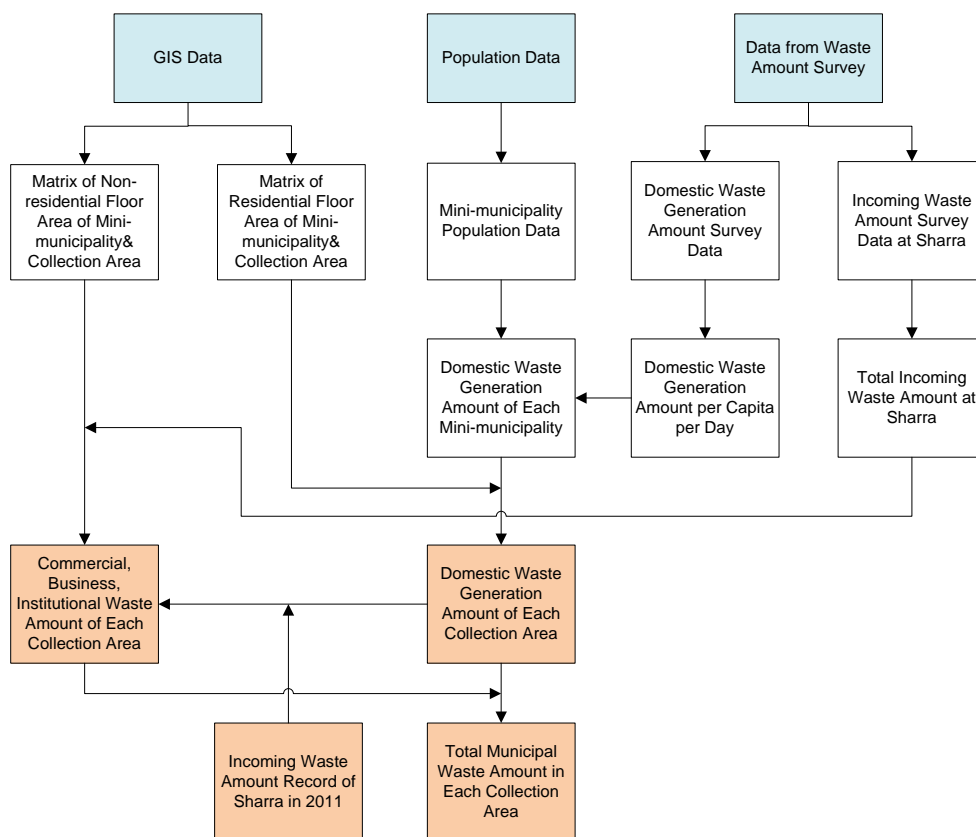 GIS Data
Population Data
Data from Waste
Amount Survey
Matrix of Non-
residential Floor
Area of Mini-
municipality&
Collection Area
Matrix of
Residential Floor
Area of Mini-
municipality&
Collection Area
Mini-municipality
Population Data
Domestic Waste
Generation
Amount Survey
Data
Incoming Waste
Amount Survey
Data at Sharra
Domestic Waste
Generation
Amount of Each
Mini-municipality
Domestic Waste
Generation
Amount per Capita
per Day
Total Incoming
Waste Amount at
Sharra
Commercial,
Business,
Institutional Waste
Amount of Each
Collection Area
Domestic Waste
Generation
Amount of Each
Collection Area
Incoming Waste
Amount Record of
Sharra in 2011
Total Municipal
Waste Amount in
Each Collection
Area